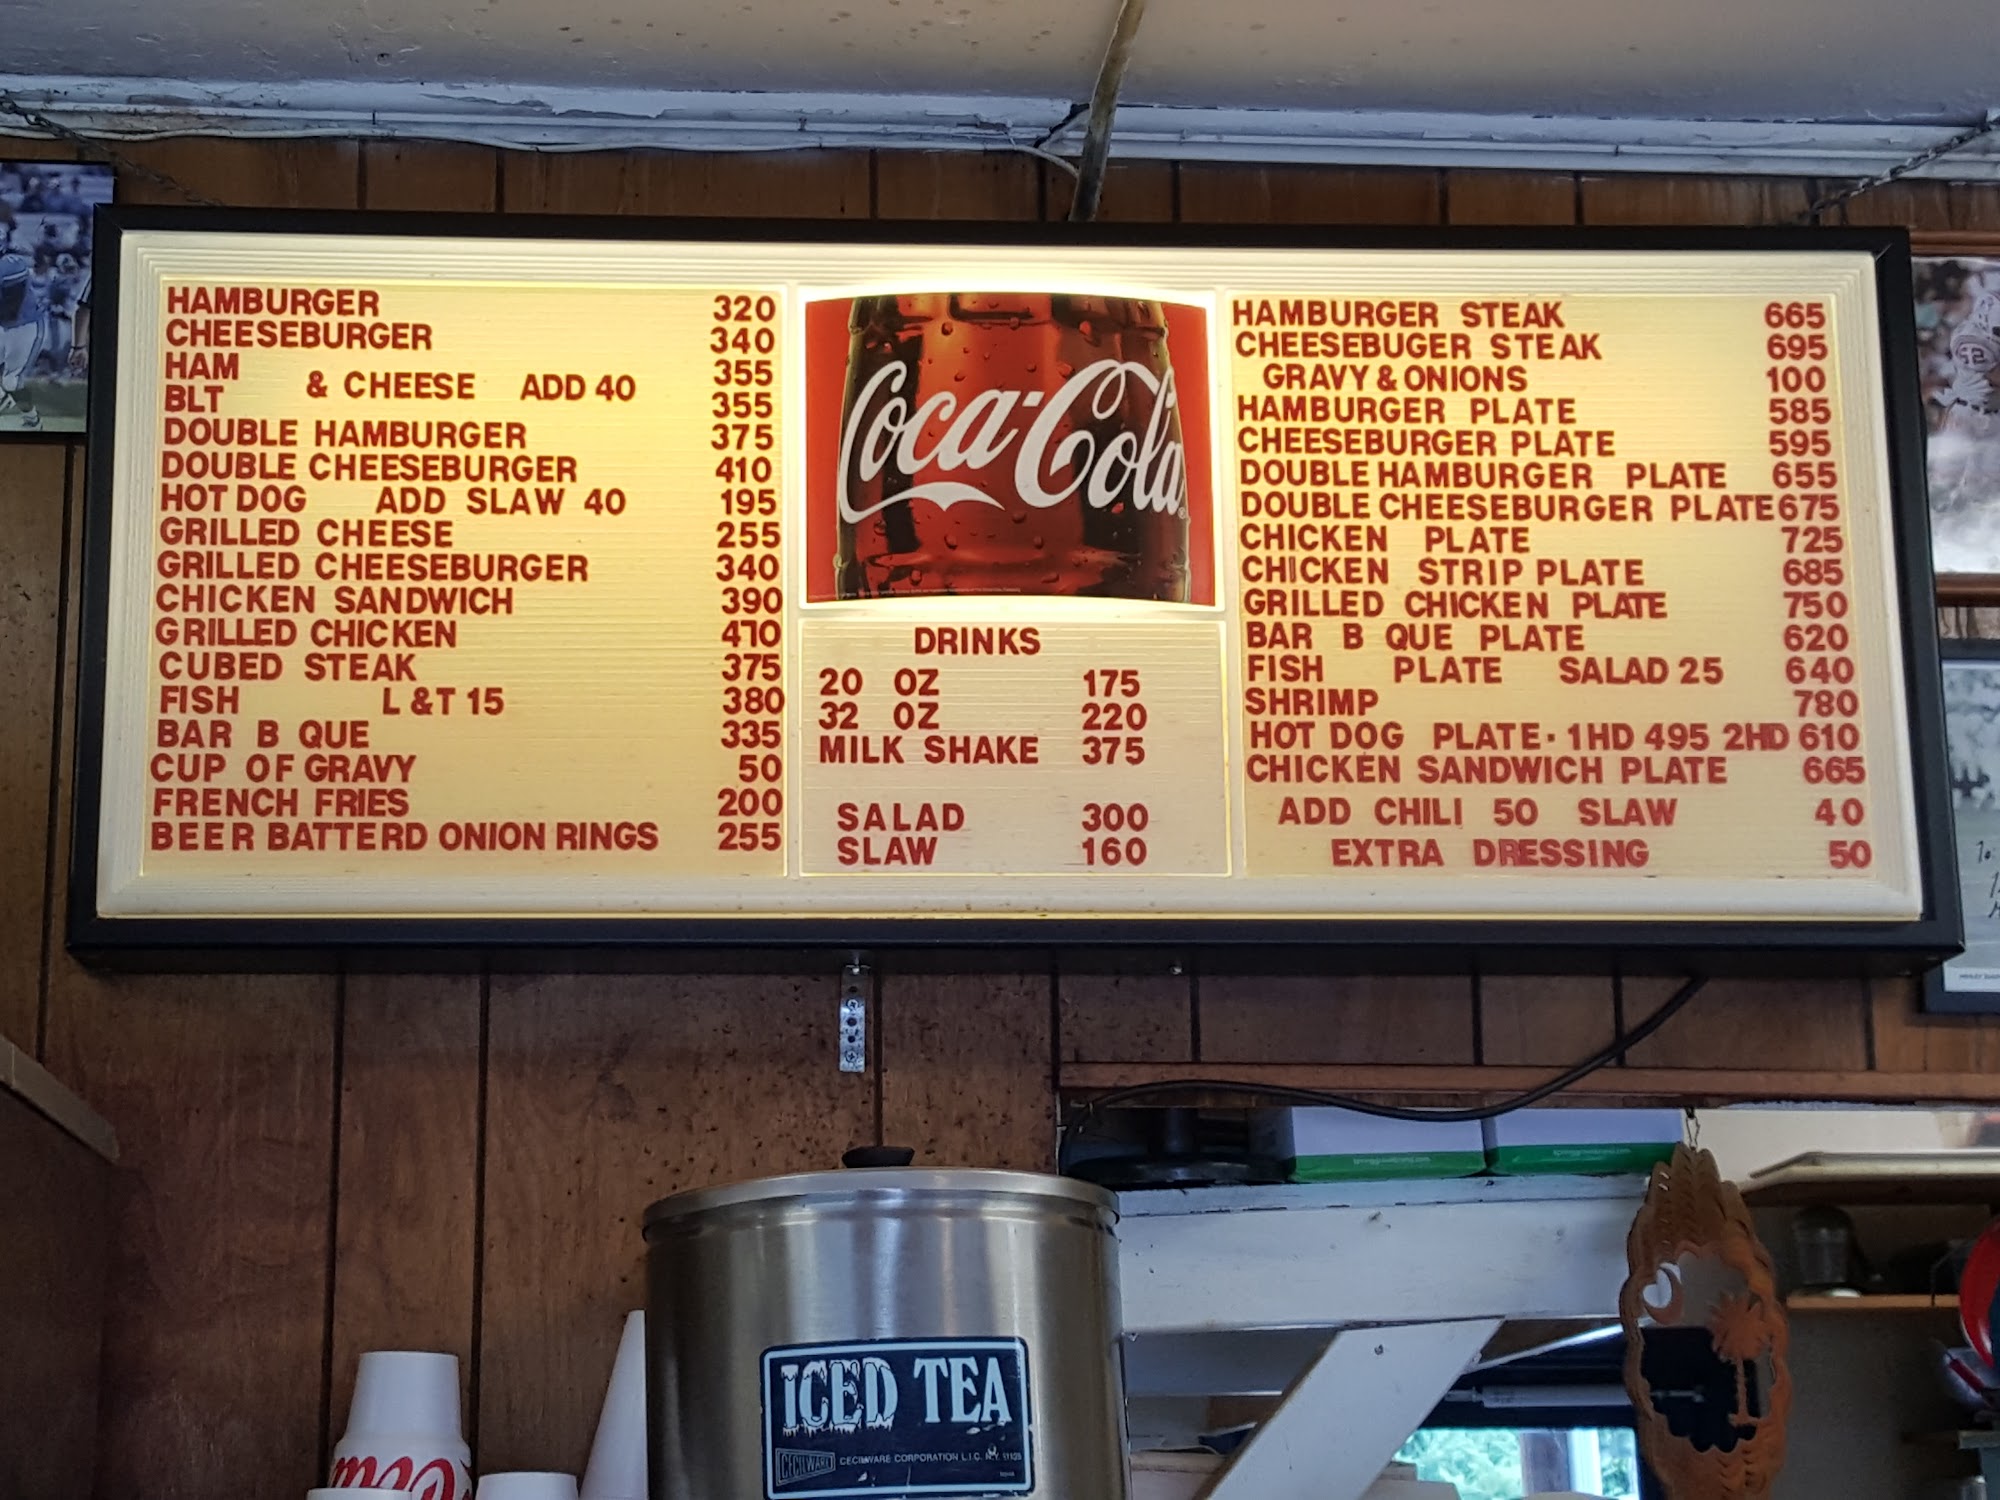 HAMBURGER 320
CHEESEBURGER 340
HAM 355
& CHEESE ADD 40
BLT 355
DOUBLE HAMBURGER 375
DOUBLE CHEESEBURGER 410
HOT DOG ADD SLAW 40 195
GRILLED CHEESE 255
GRILLED CHEESEBURGER 340
CHICKEN SANDWICH 390
GRILLED CHICKEN 410
CUBED STEAK 375
FISH L & T 15 380
BAR B QUE 335
CUP OF GRAVY 50
FRENCH FRIES 200
BEER BATTERD ONION RINGS 255
Coca-Cola
DRINKS
20 OZ 175
32 OZ 220
MILK SHAKE 375
SALAD 300
SLAW 160
HAMBURGER STEAK 665
CHEESEBUGER STEAK 695
GRAVY & ONIONS 100
HAMBURGER PLATE 585
CHEESEBURGER PLATE 595
DOUBLE HAMBURGER PLATE 655
DOUBLE CHEESEBURGER PLATE 675
CHICKEN PLATE 725
CHICKEN STRIP PLATE 685
GRILLED CHICKEN PLATE 750
BAR B QUE PLATE 620
FISH PLATE SALAD 25 640
SHRIMP 780
HOT DOG PLATE · 1HD 495 2HD 610
CHICKEN SANDWICH PLATE 665
ADD CHILI 50 SLAW 40
EXTRA DRESSING 50
ICED TEA
CECILWARE
CECILWARE CORPORATION L.I.C. N.Y. 11105